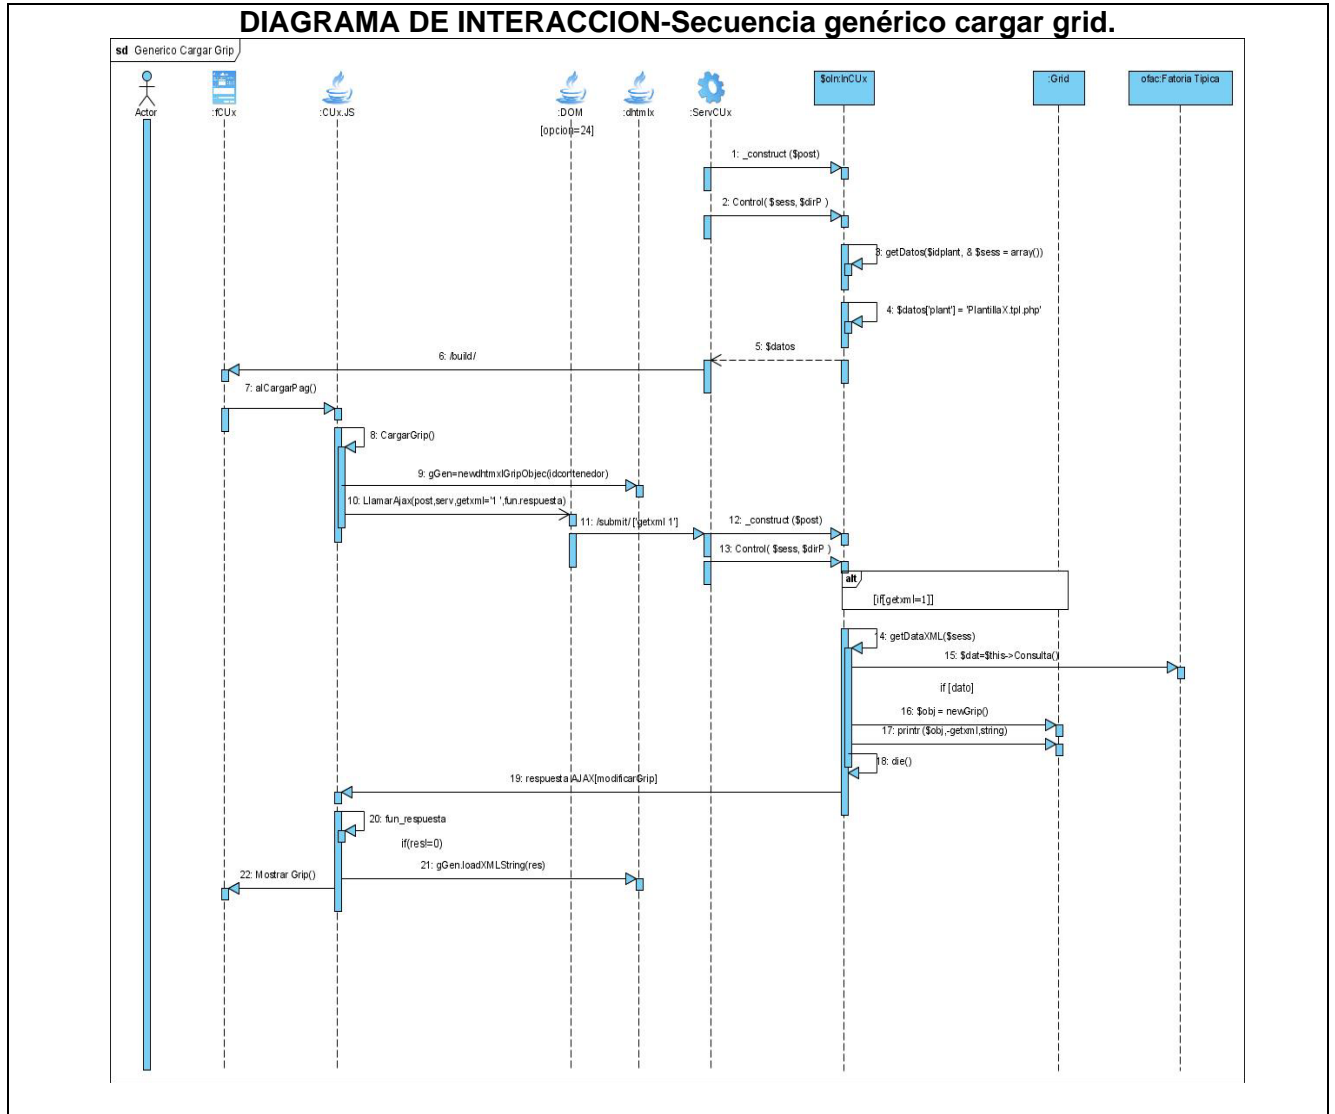 DIAGRAMA DE INTERACCION-Secuencia genérico cargar grid.
sd Generico Cargar Grip
Actor
:fCUx
:CUx.JS
:DOM
:dhtmlx
:ServCUx
$oIn:InCUx
:Grid
ofac:Fatoria Tipica
[opcion=24]
1: _construct ($post)
2: Control( $sess, $dirP )
3: getDatos($idplant, & $sess = array())
4: $datos['plant'] = 'PlantillaX.tpl.php'
5: $datos
6: /build/
7: alCargarPag()
8: CargarGrip()
9: gGen=newdhtmxlGripObjec(idcontenedor)
10: LlamarAjax(post,serv,getxml='1 ',fun.respuesta)
11: /submit/ ['getxml 1']
12: _construct ($post)
13: Control( $sess, $dirP )
alt
[if[getxml=1]]
14: getDataXML($sess)
15: $dat=$this->Consulta()
if [dato]
16: $obj = newGrip()
17: printr ($obj,-getxml,string)
18: die()
19: respuestaIAJAX[modificarGrip]
20: fun_respuesta
if(res!=0)
21: gGen.loadXMLString(res)
22: Mostrar Grip()